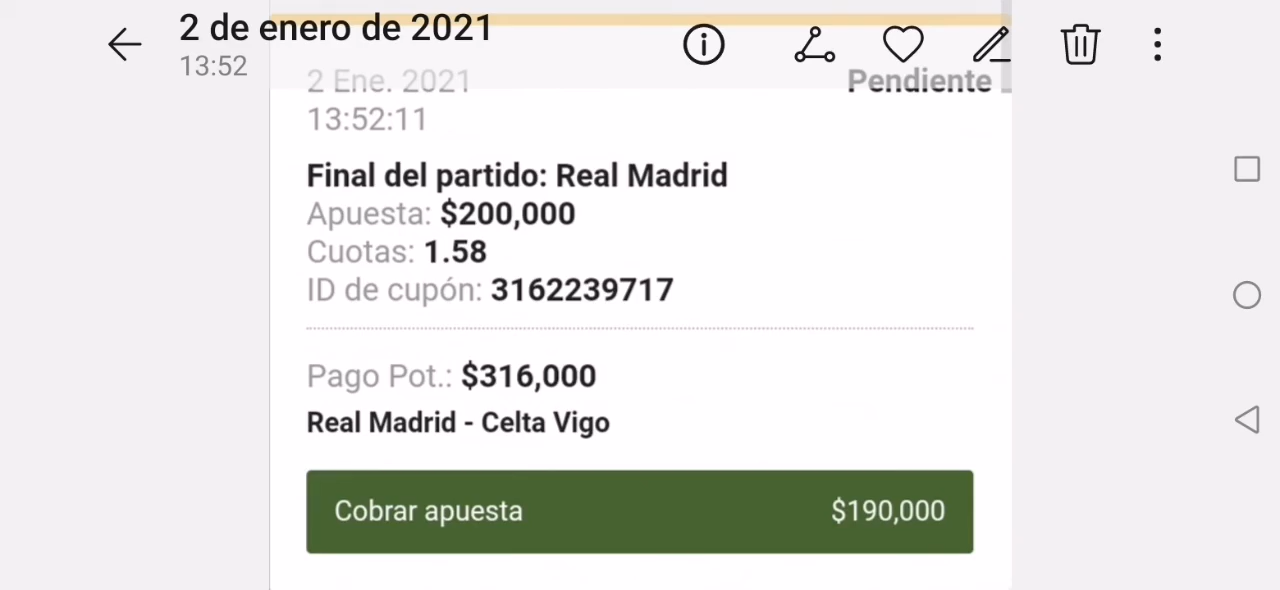 2 de enero de 2021
13:52
2 Ene. 2021
Pendiente
13:52:11
Final del partido: Real Madrid
Apuesta: $200,000
Cuotas: 1.58
ID de cupón: 3162239717
Pago Pot.: $316,000
Real Madrid - Celta Vigo
Cobrar apuesta $190,000